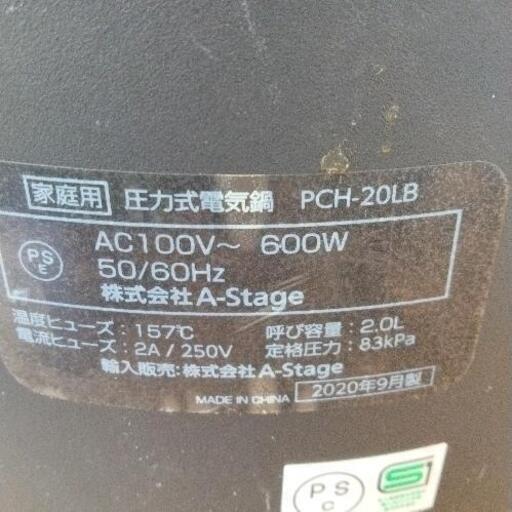 家庭用 圧力式電気鍋 PCH-20LB
PS E AC100V～ 600W
50/60Hz
株式会社 A-Stage
温度ヒューズ：157℃ 呼び容量：2.0L
電流ヒューズ：2A / 250V 定格圧力：83kPa
輸入販売：株式会社 A-Stage
MADE IN CHINA 2020年9月製
PS C S